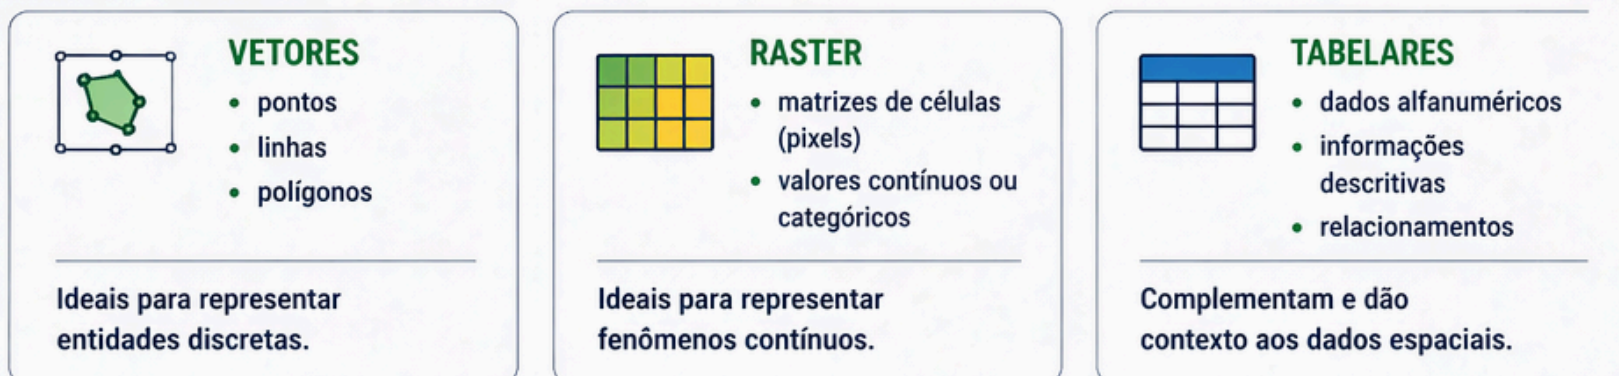 VETORES
• pontos
• linhas
• polígonos
Ideais para representar
entidades discretas.
RASTER
• matrizes de células
(pixels)
• valores contínuos ou
categóricos
Ideais para representar
fenômenos contínuos.
TABELARES
• dados alfanuméricos
• informações
descritivas
• relacionamentos
Complementam e dão
contexto aos dados espaciais.